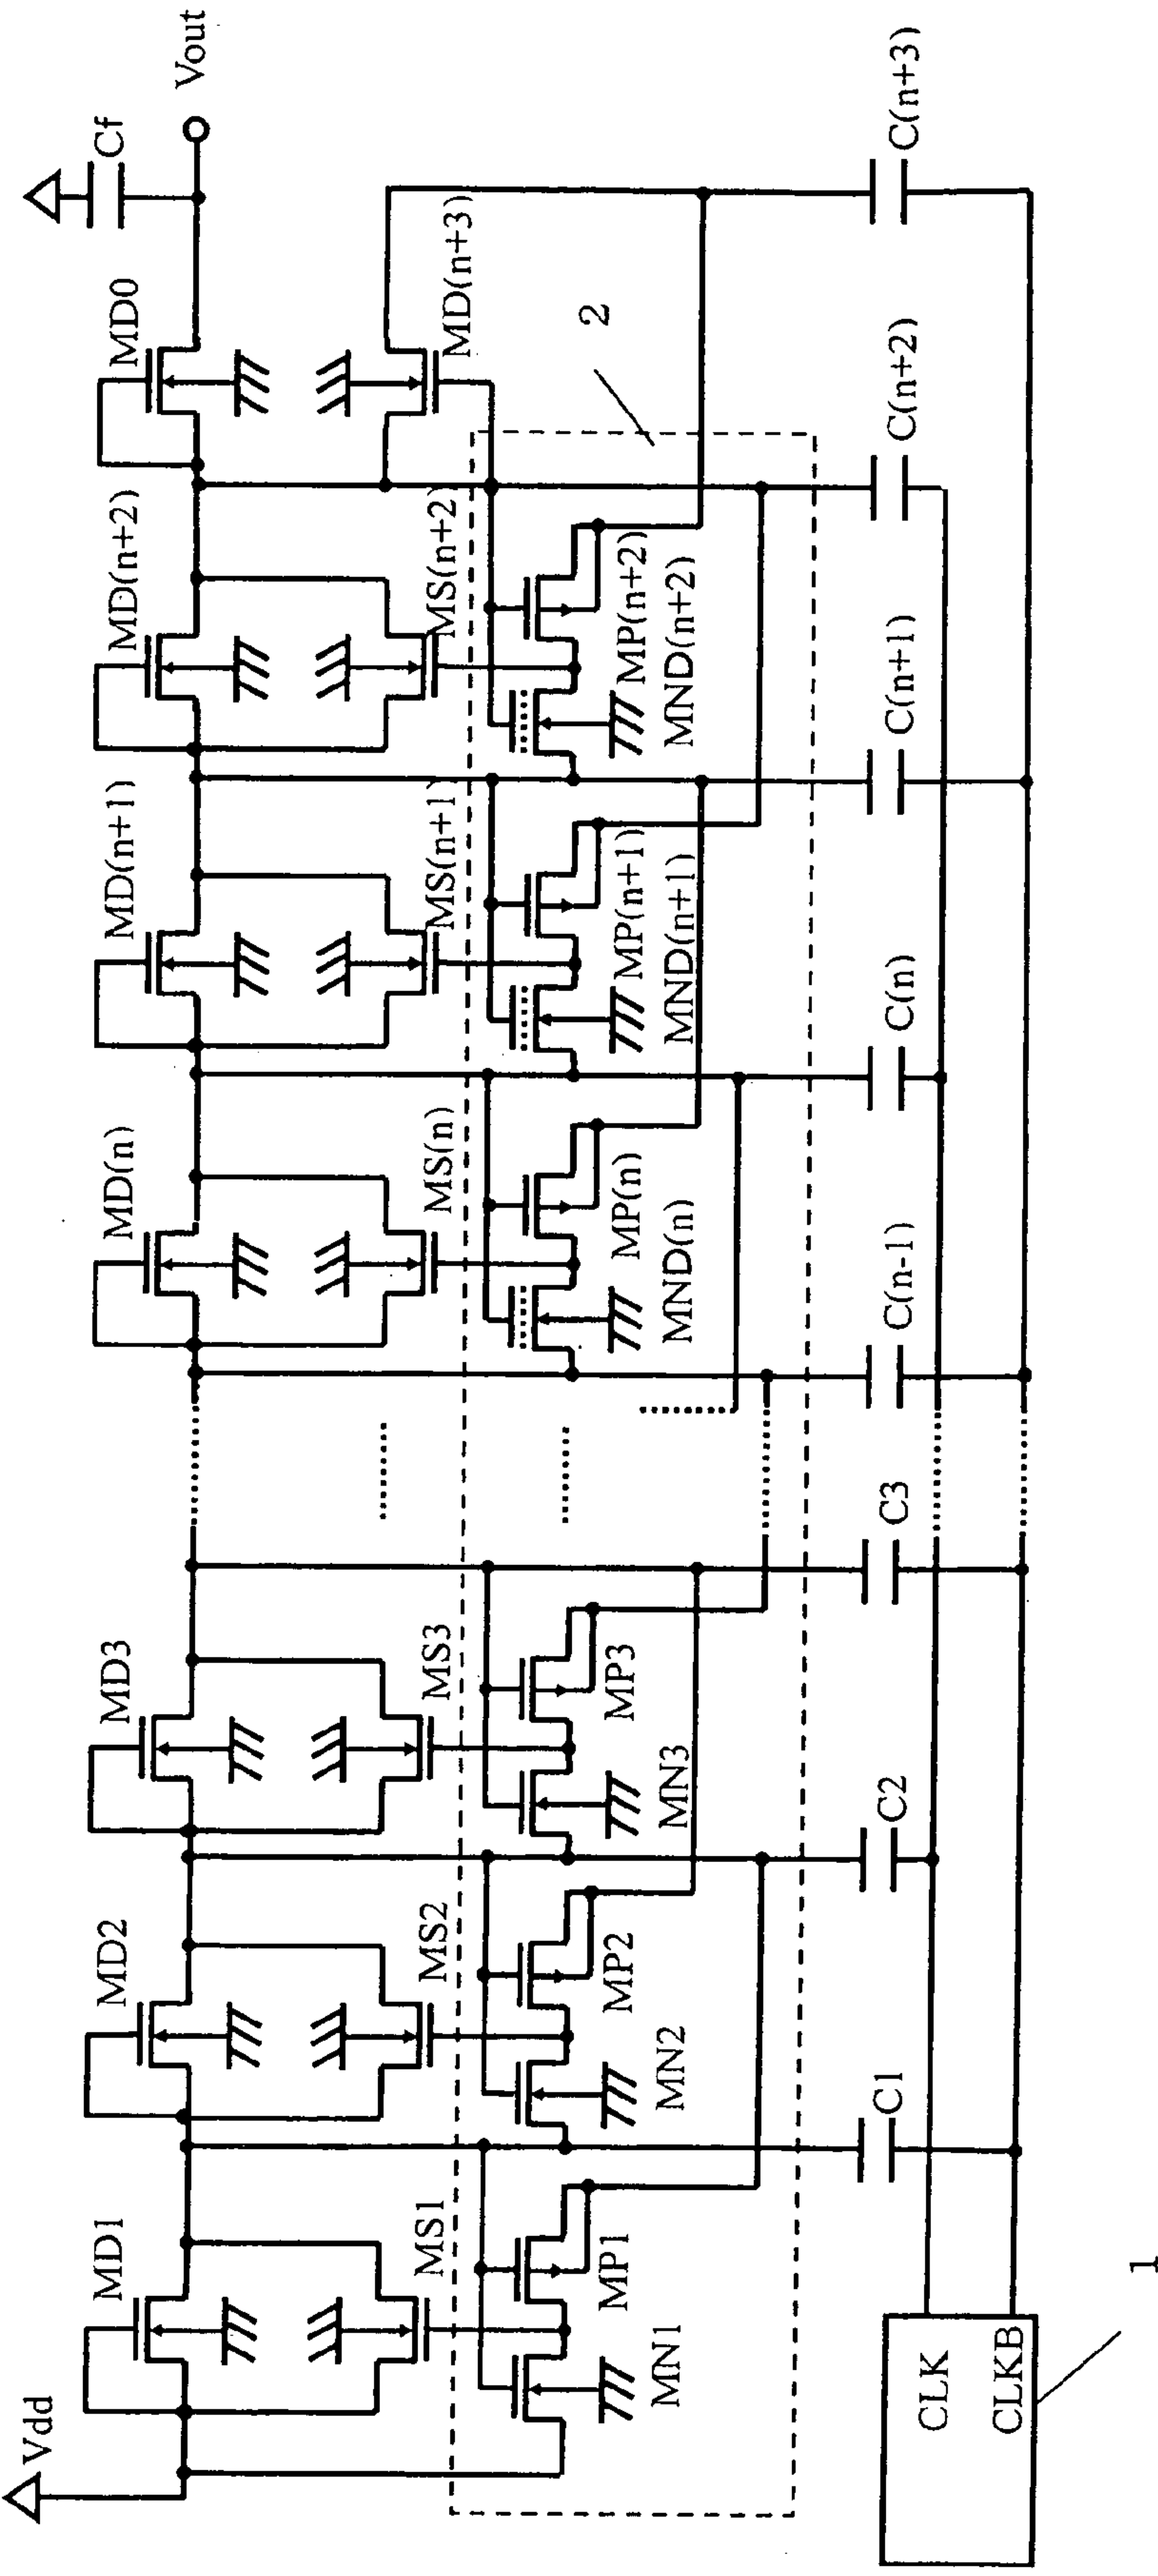 Vdd
MD1
MD2
MD3
MD(n)
MD(n+1)
MD(n+2)
MD0
Cf
Vout
MS1
MS2
MS3
MS(n)
MS(n+1)
MS(n+2)
MD(n+3)
MP1
MP2
MP3
MP(n)
MP(n+1)
MP(n+2)
2
MN1
MN2
MN3
MND(n)
MND(n+1)
MND(n+2)
C1
C2
C3
C(n-1)
C(n)
C(n+1)
C(n+2)
C(n+3)
CLK
CLKB
1